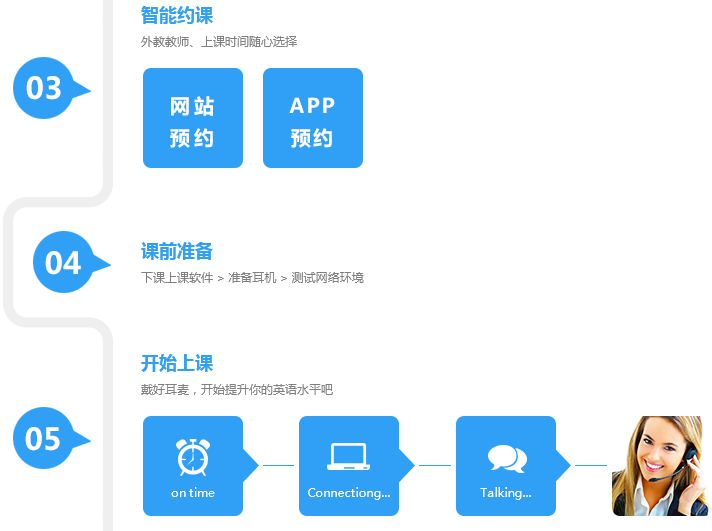 智能约课
外教教师、上课时间随心选择
03
网站
预约
APP
预约
04
课前准备
下课上课软件 > 准备耳机 > 测试网络环境
开始上课
戴好耳麦，开始提升你的英语水平吧
05
on time
Connectiong...
Talking...